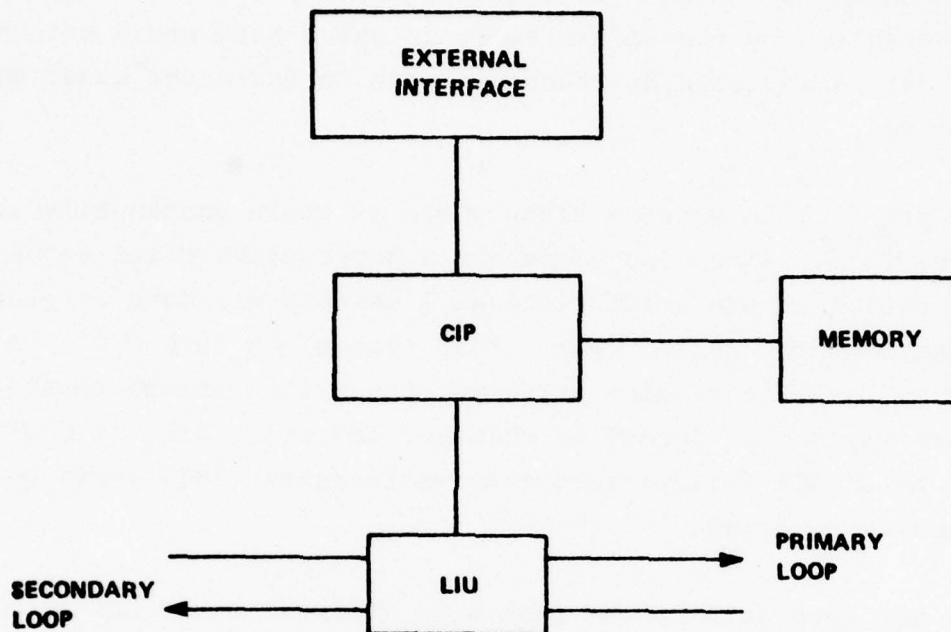 EXTERNAL
INTERFACE
CIP
MEMORY
PRIMARY
LOOP
SECONDARY
LOOP
LIU